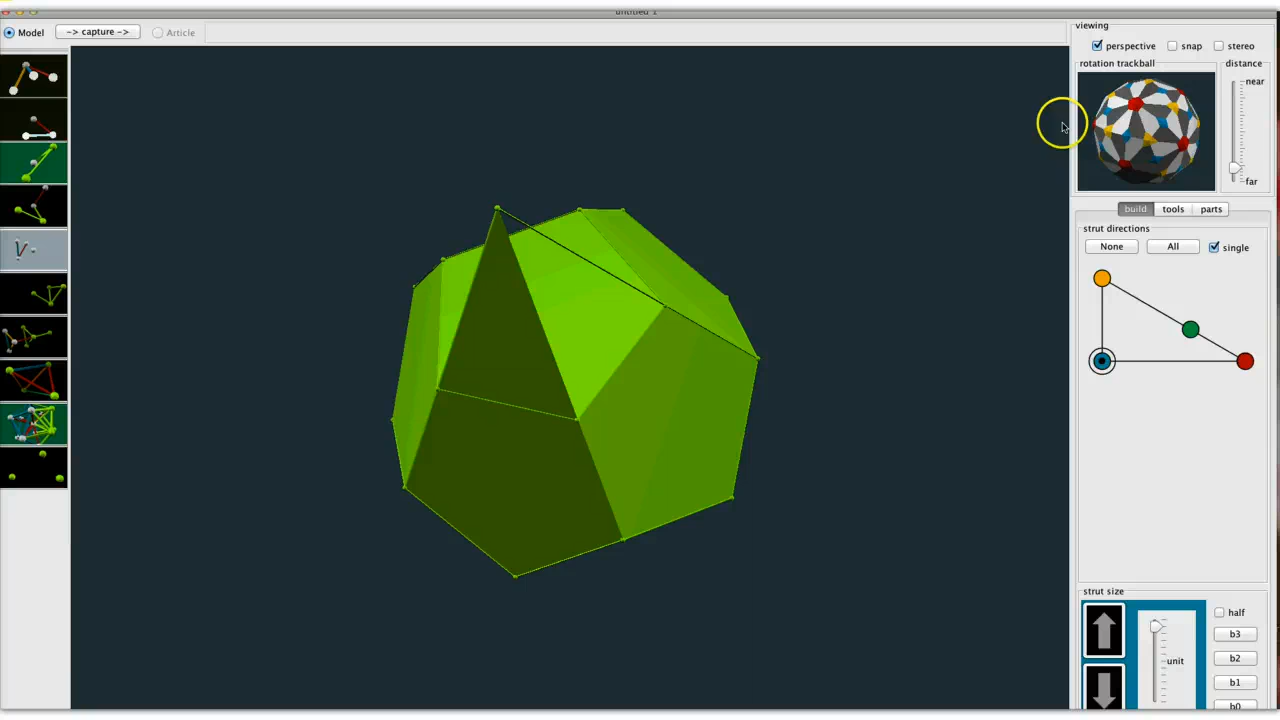 untitled 1
Model
-> capture ->
Article
viewing
perspective
snap
stereo
rotation trackball
distance
near
far
build
tools
parts
strut directions
None
All
single
strut size
half
b3
unit
b2
b1
b0